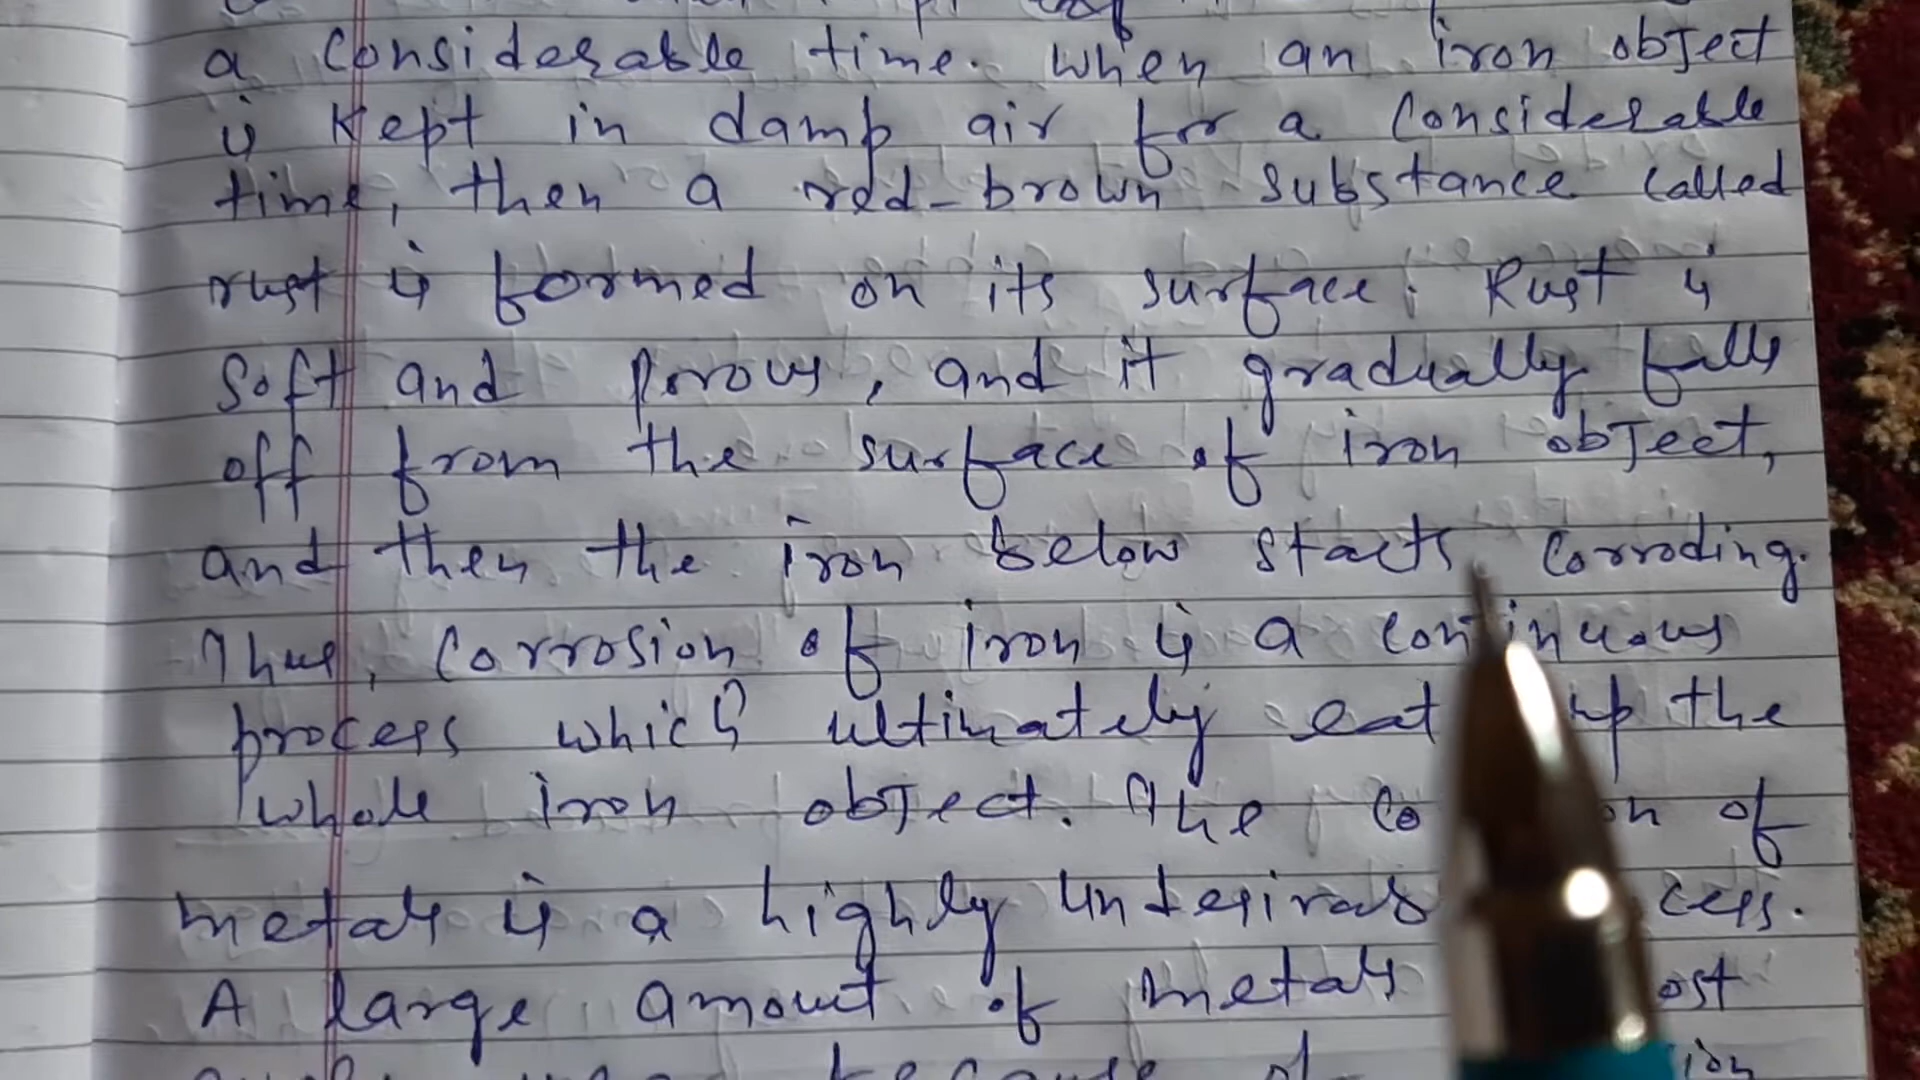 a considerable time. When an iron object
is kept in damp air for a considerable
time, then a red-brown substance called
rust is formed on its surface. Rust is
soft and porous, and it gradually falls
off from the surface of iron object,
and then the iron below starts corroding.
Thus, corrosion of iron is a continuous
process which ultimately eat up the
whole iron object. The of
metals is a highly
A large amount of metals
because of